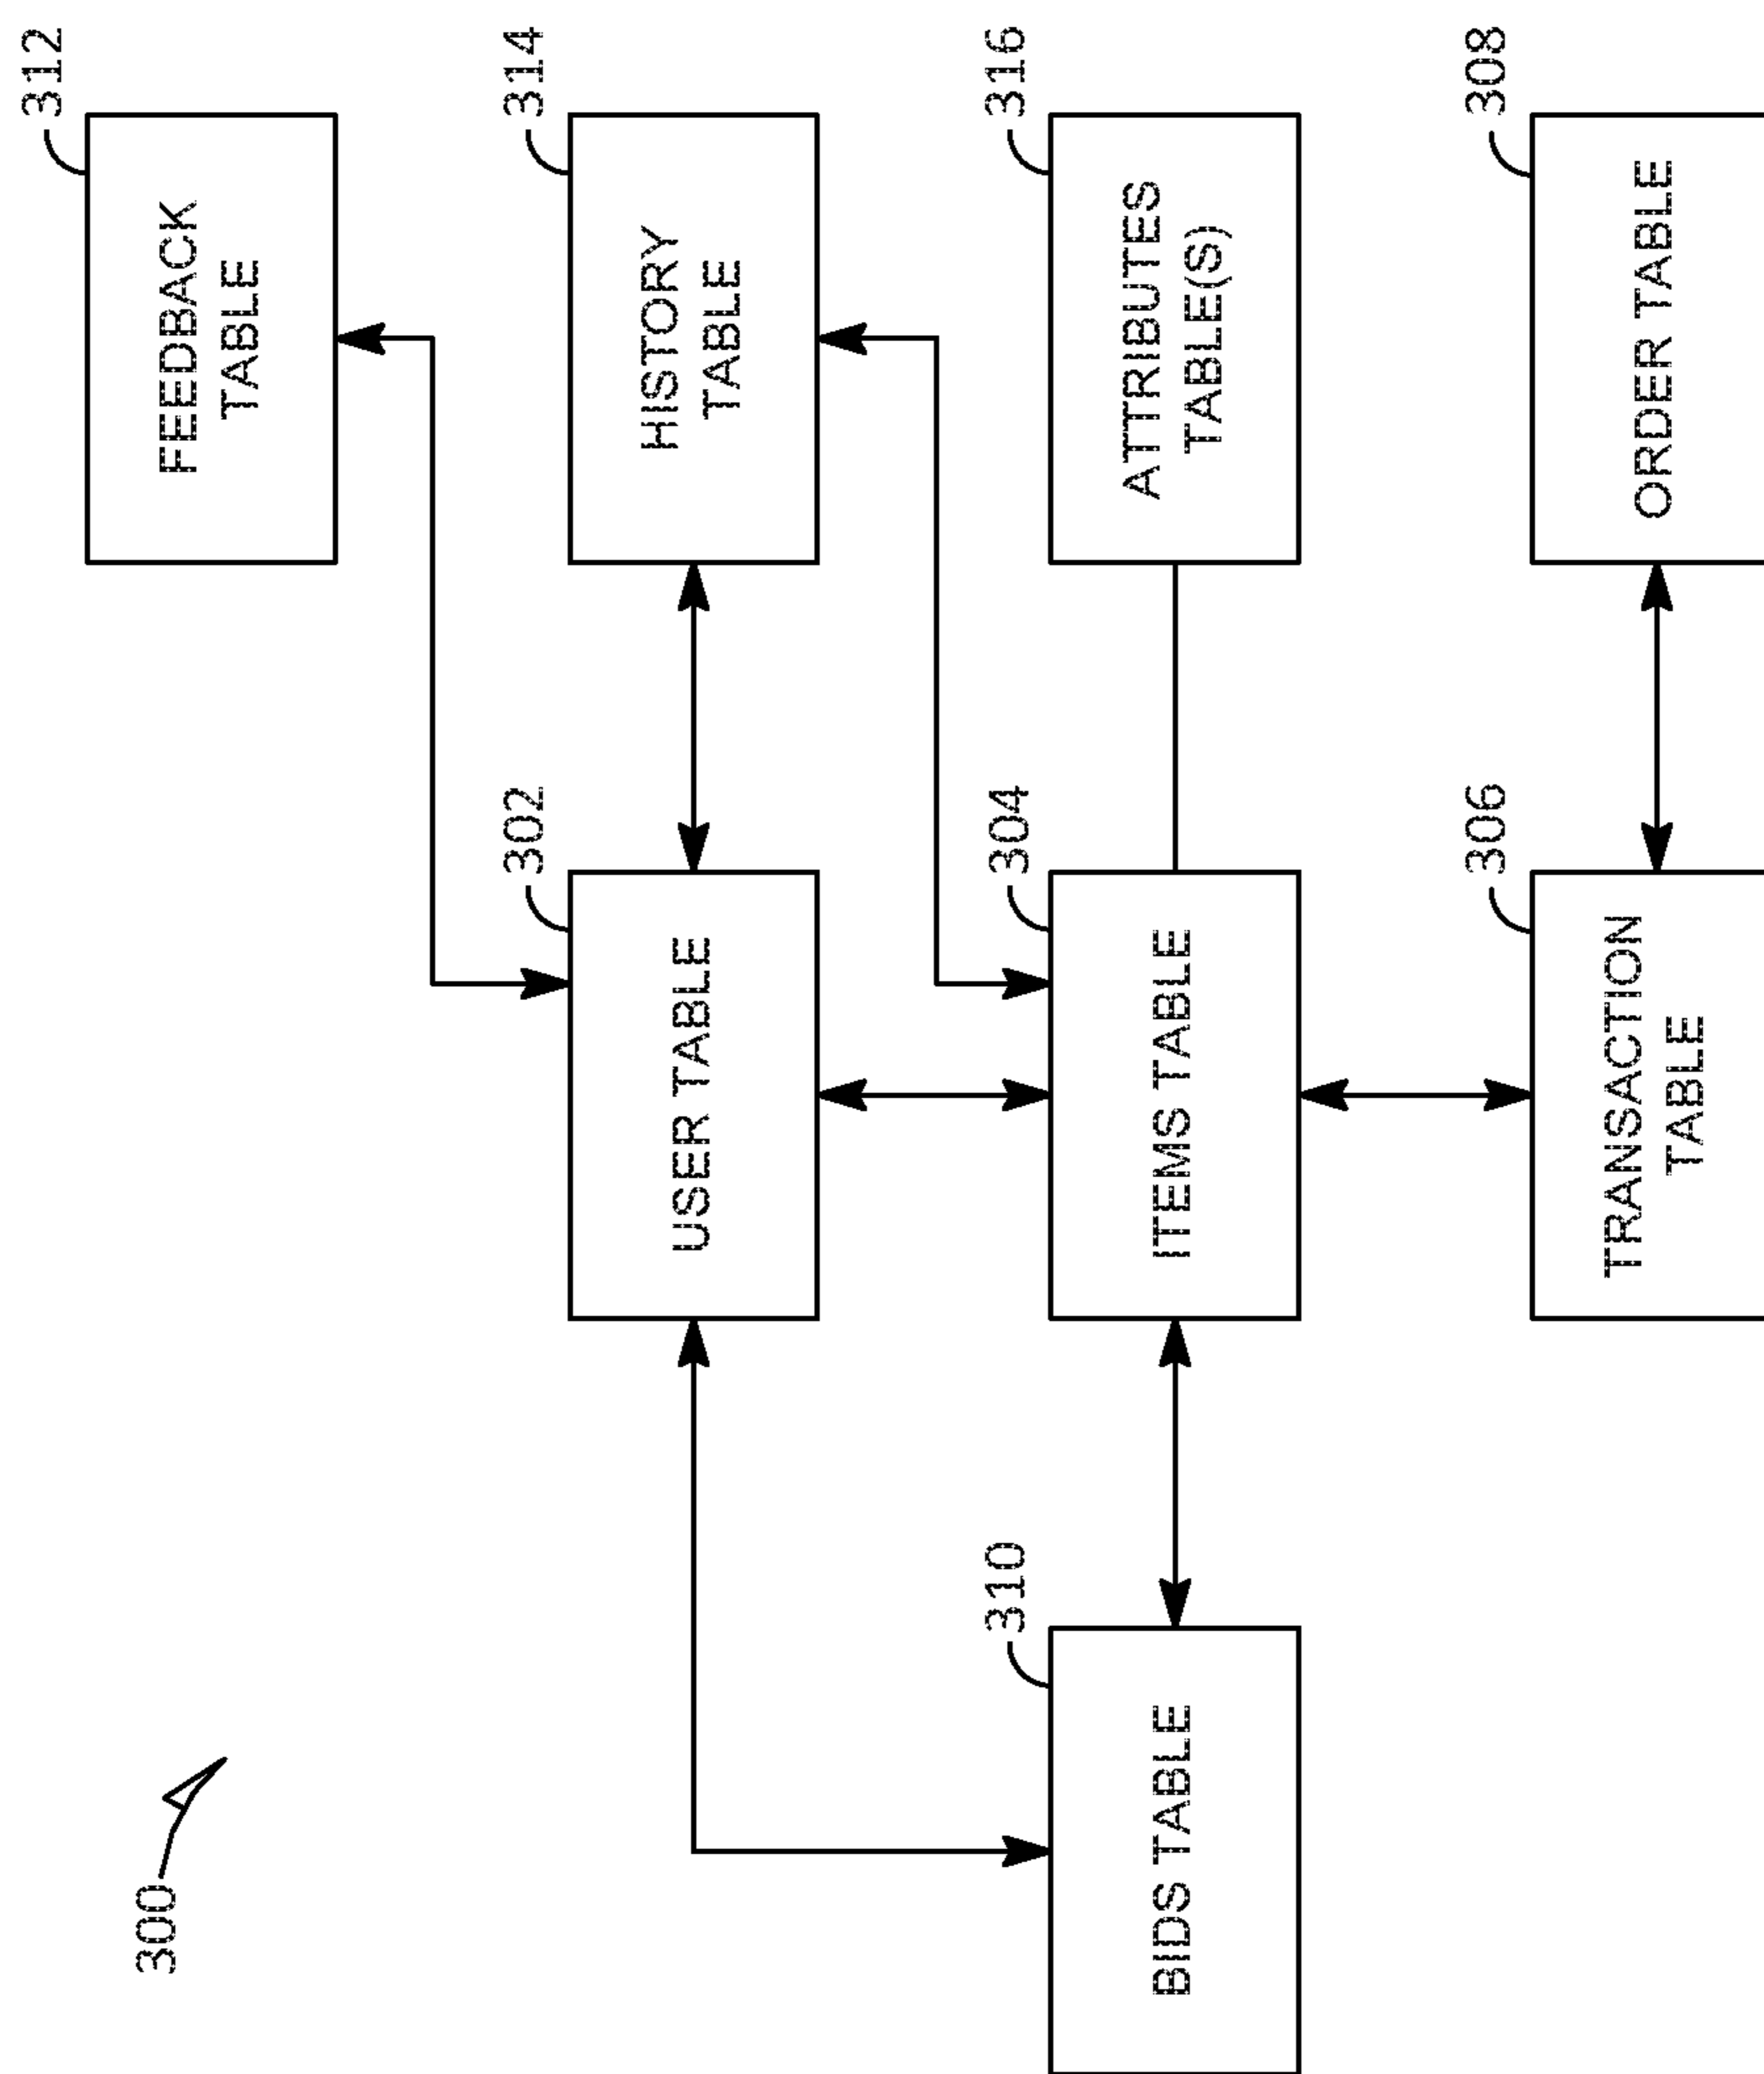 300
312
FEEDBACK
TABLE
302
USER TABLE
314
HISTORY
TABLE
310
BIDS TABLE
304
ITEMS TABLE
316
ATTRIBUTES
TABLE(S)
306
TRANSACTION
TABLE
308
ORDER TABLE